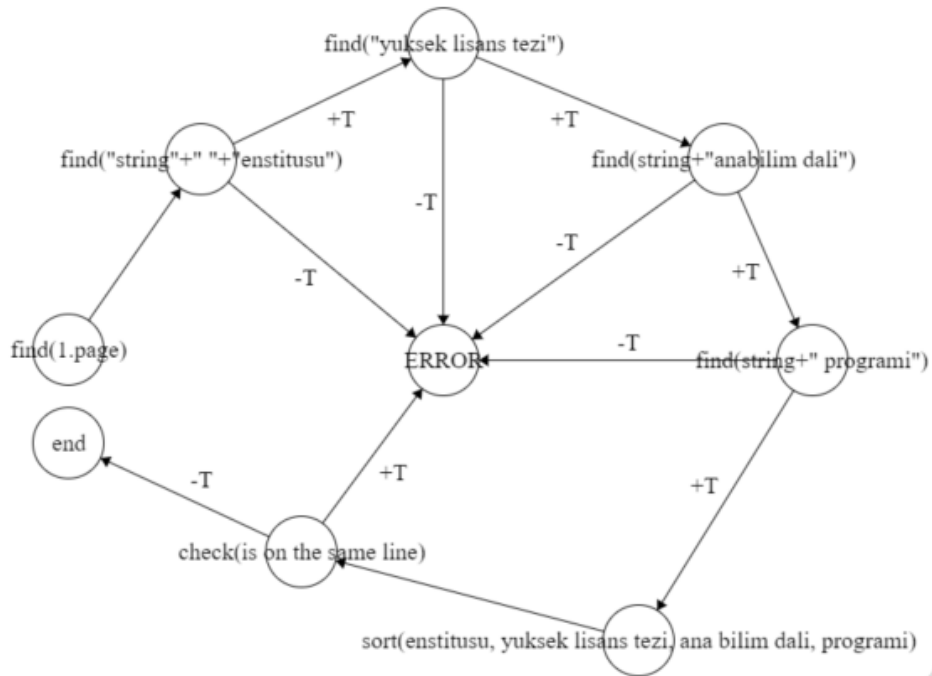 find("yuksek lisans tezi")
+T
+T
find("string"+" "+"enstitusu")
find(string+"anabilim dali")
-T
-T
-T
+T
find(1.page)
ERROR
-T
find(string+" programi")
end
-T
+T
+T
check(is on the same line)
sort(enstitusu, yuksek lisans tezi, ana bilim dali, programi)